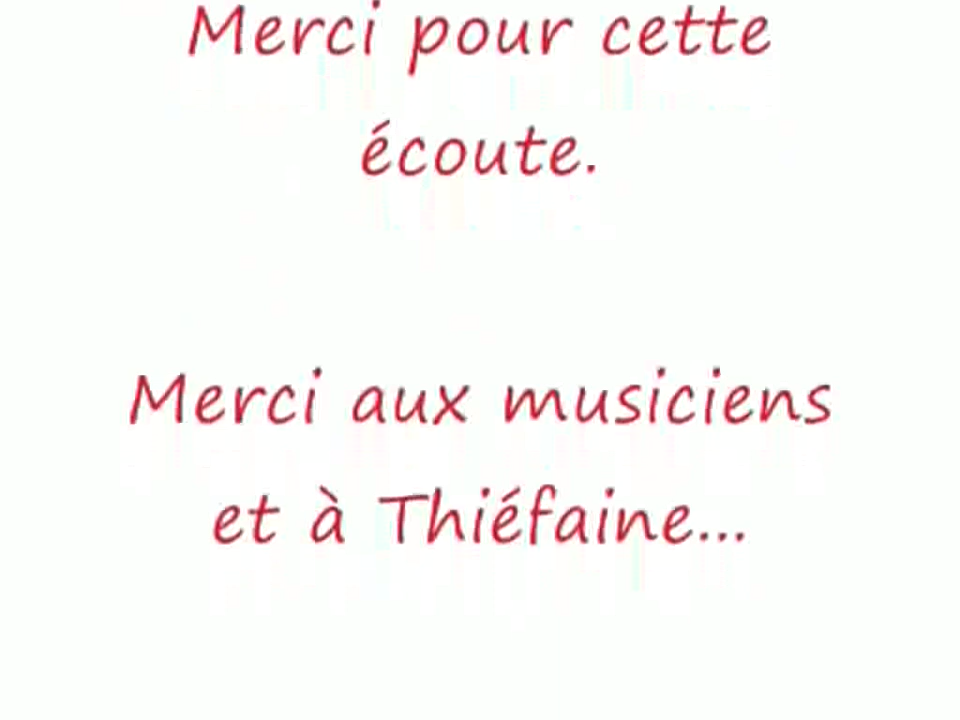 Merci pour cette
écoute.
Merci aux musiciens
et à Thiéfaine...